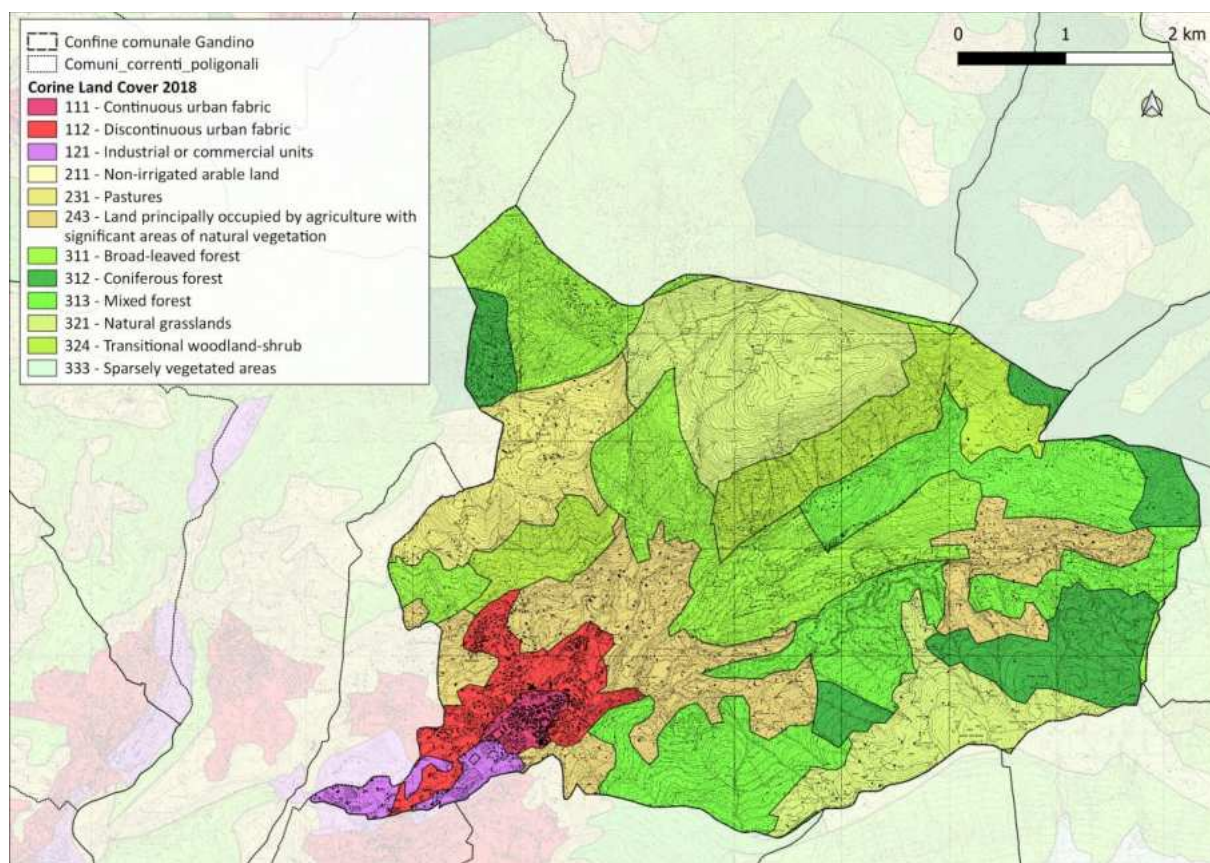 Confine comunale Gandino
Comuni_correnti_poligonali
Corine Land Cover 2018
111 - Continuous urban fabric
112 - Discontinuous urban fabric
121 - Industrial or commercial units
211 - Non-irrigated arable land
231 - Pastures
243 - Land principally occupied by agriculture with
significant areas of natural vegetation
311 - Broad-leaved forest
312 - Coniferous forest
313 - Mixed forest
321 - Natural grasslands
324 - Transitional woodland-shrub
333 - Sparsely vegetated areas
0 1 2 km